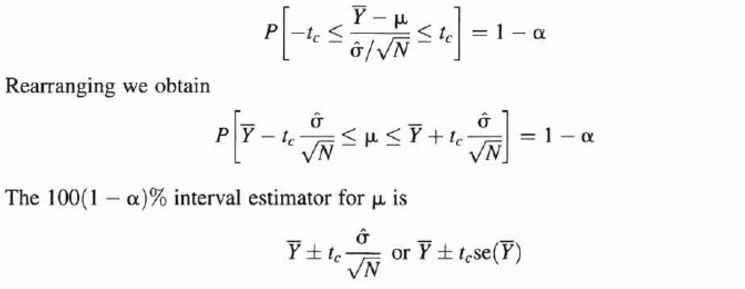 P[-t_c ≤ (Ȳ - μ)/(σ̂/√N) ≤ t_c] = 1 - α
Rearranging we obtain
P[Ȳ - t_c σ̂/√N ≤ μ ≤ Ȳ + t_c σ̂/√N] = 1 - α
The 100(1 - α)% interval estimator for μ is
Ȳ ± t_c σ̂/√N or Ȳ ± t_c se(Ȳ)